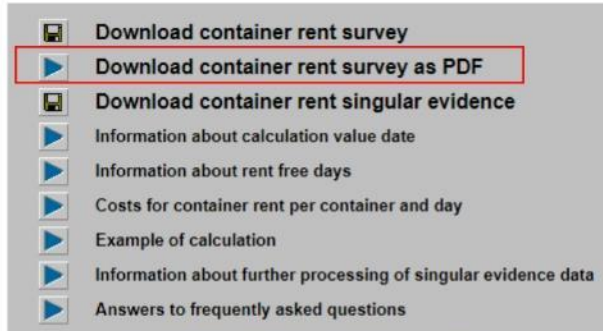 Download container rent survey
Download container rent survey as PDF
Download container rent singular evidence
Information about calculation value date
Information about rent free days
Costs for container rent per container and day
Example of calculation
Information about further processing of singular evidence data
Answers to frequently asked questions